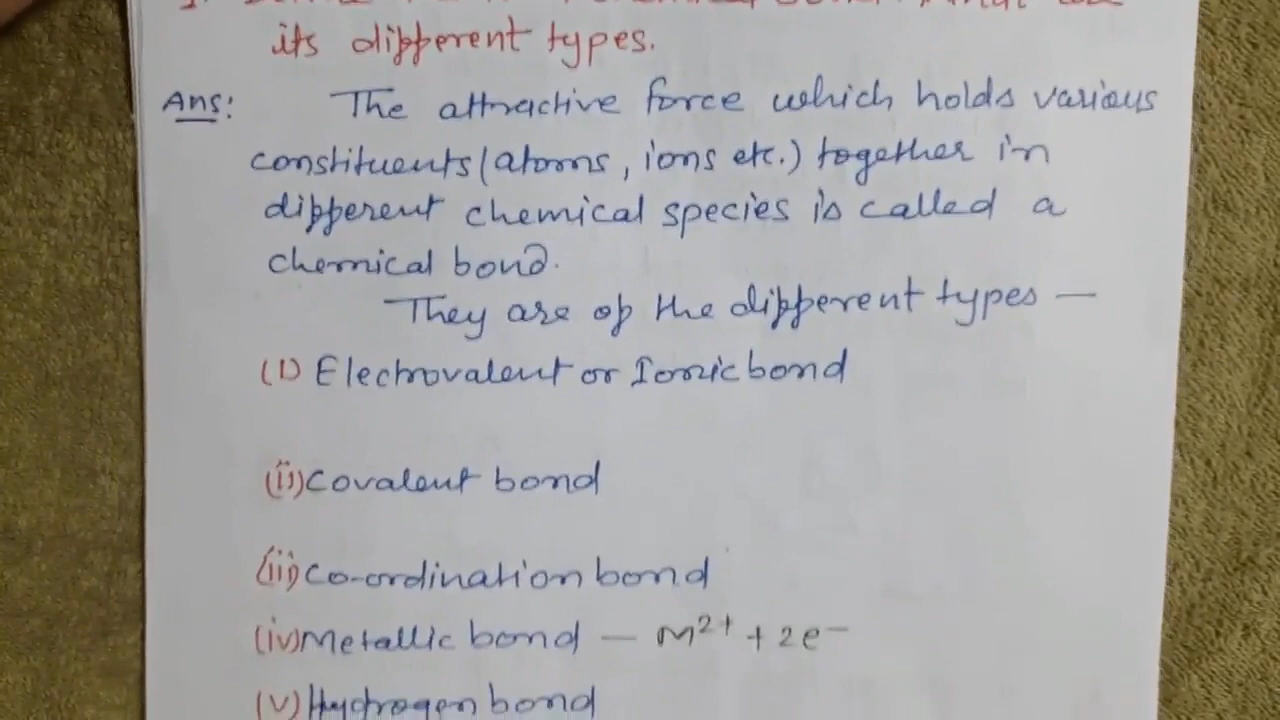 its different types.
Ans: The attractive force which holds various
constituents (atoms, ions etc.) together in
different chemical species is called a
chemical bond.
They are of the different types —
(i) Electrovalent or Ionic bond
(ii) Covalent bond
(iii) Co-ordination bond
(iv) Metallic bond — M²⁺ + 2e⁻
(v) Hydrogen bond